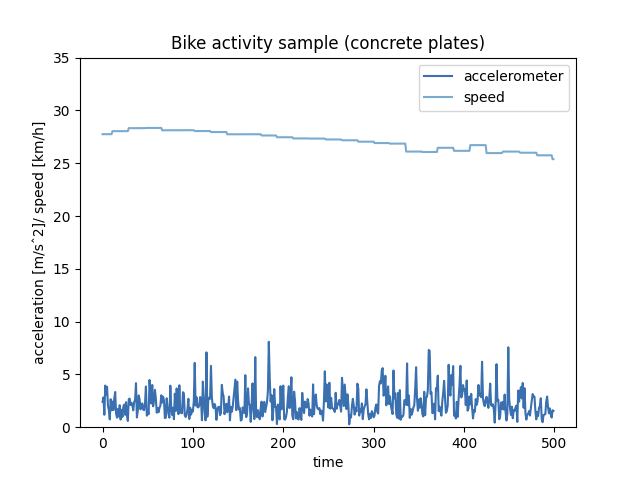 Bike activity sample (concrete plates)
accelerometer
speed
acceleration [m/sˆ2]/ speed [km/h]
35
30
25
20
15
10
5
0
0 100 200 300 400 500
time